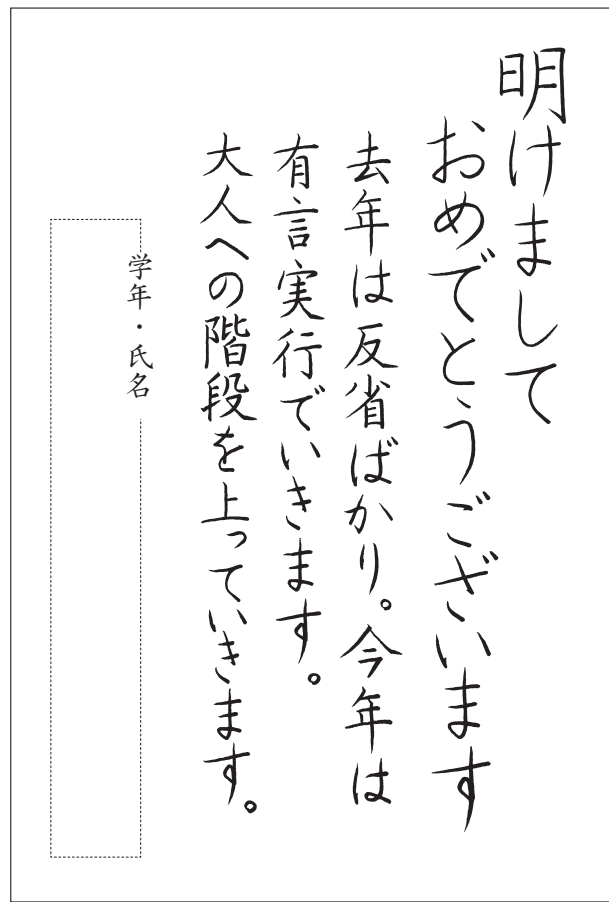 明けまして
おめでとうございます
去年は反省ばかり。今年は
有言実行でいきます。
大人への階段を上っていきます。
学年・氏名